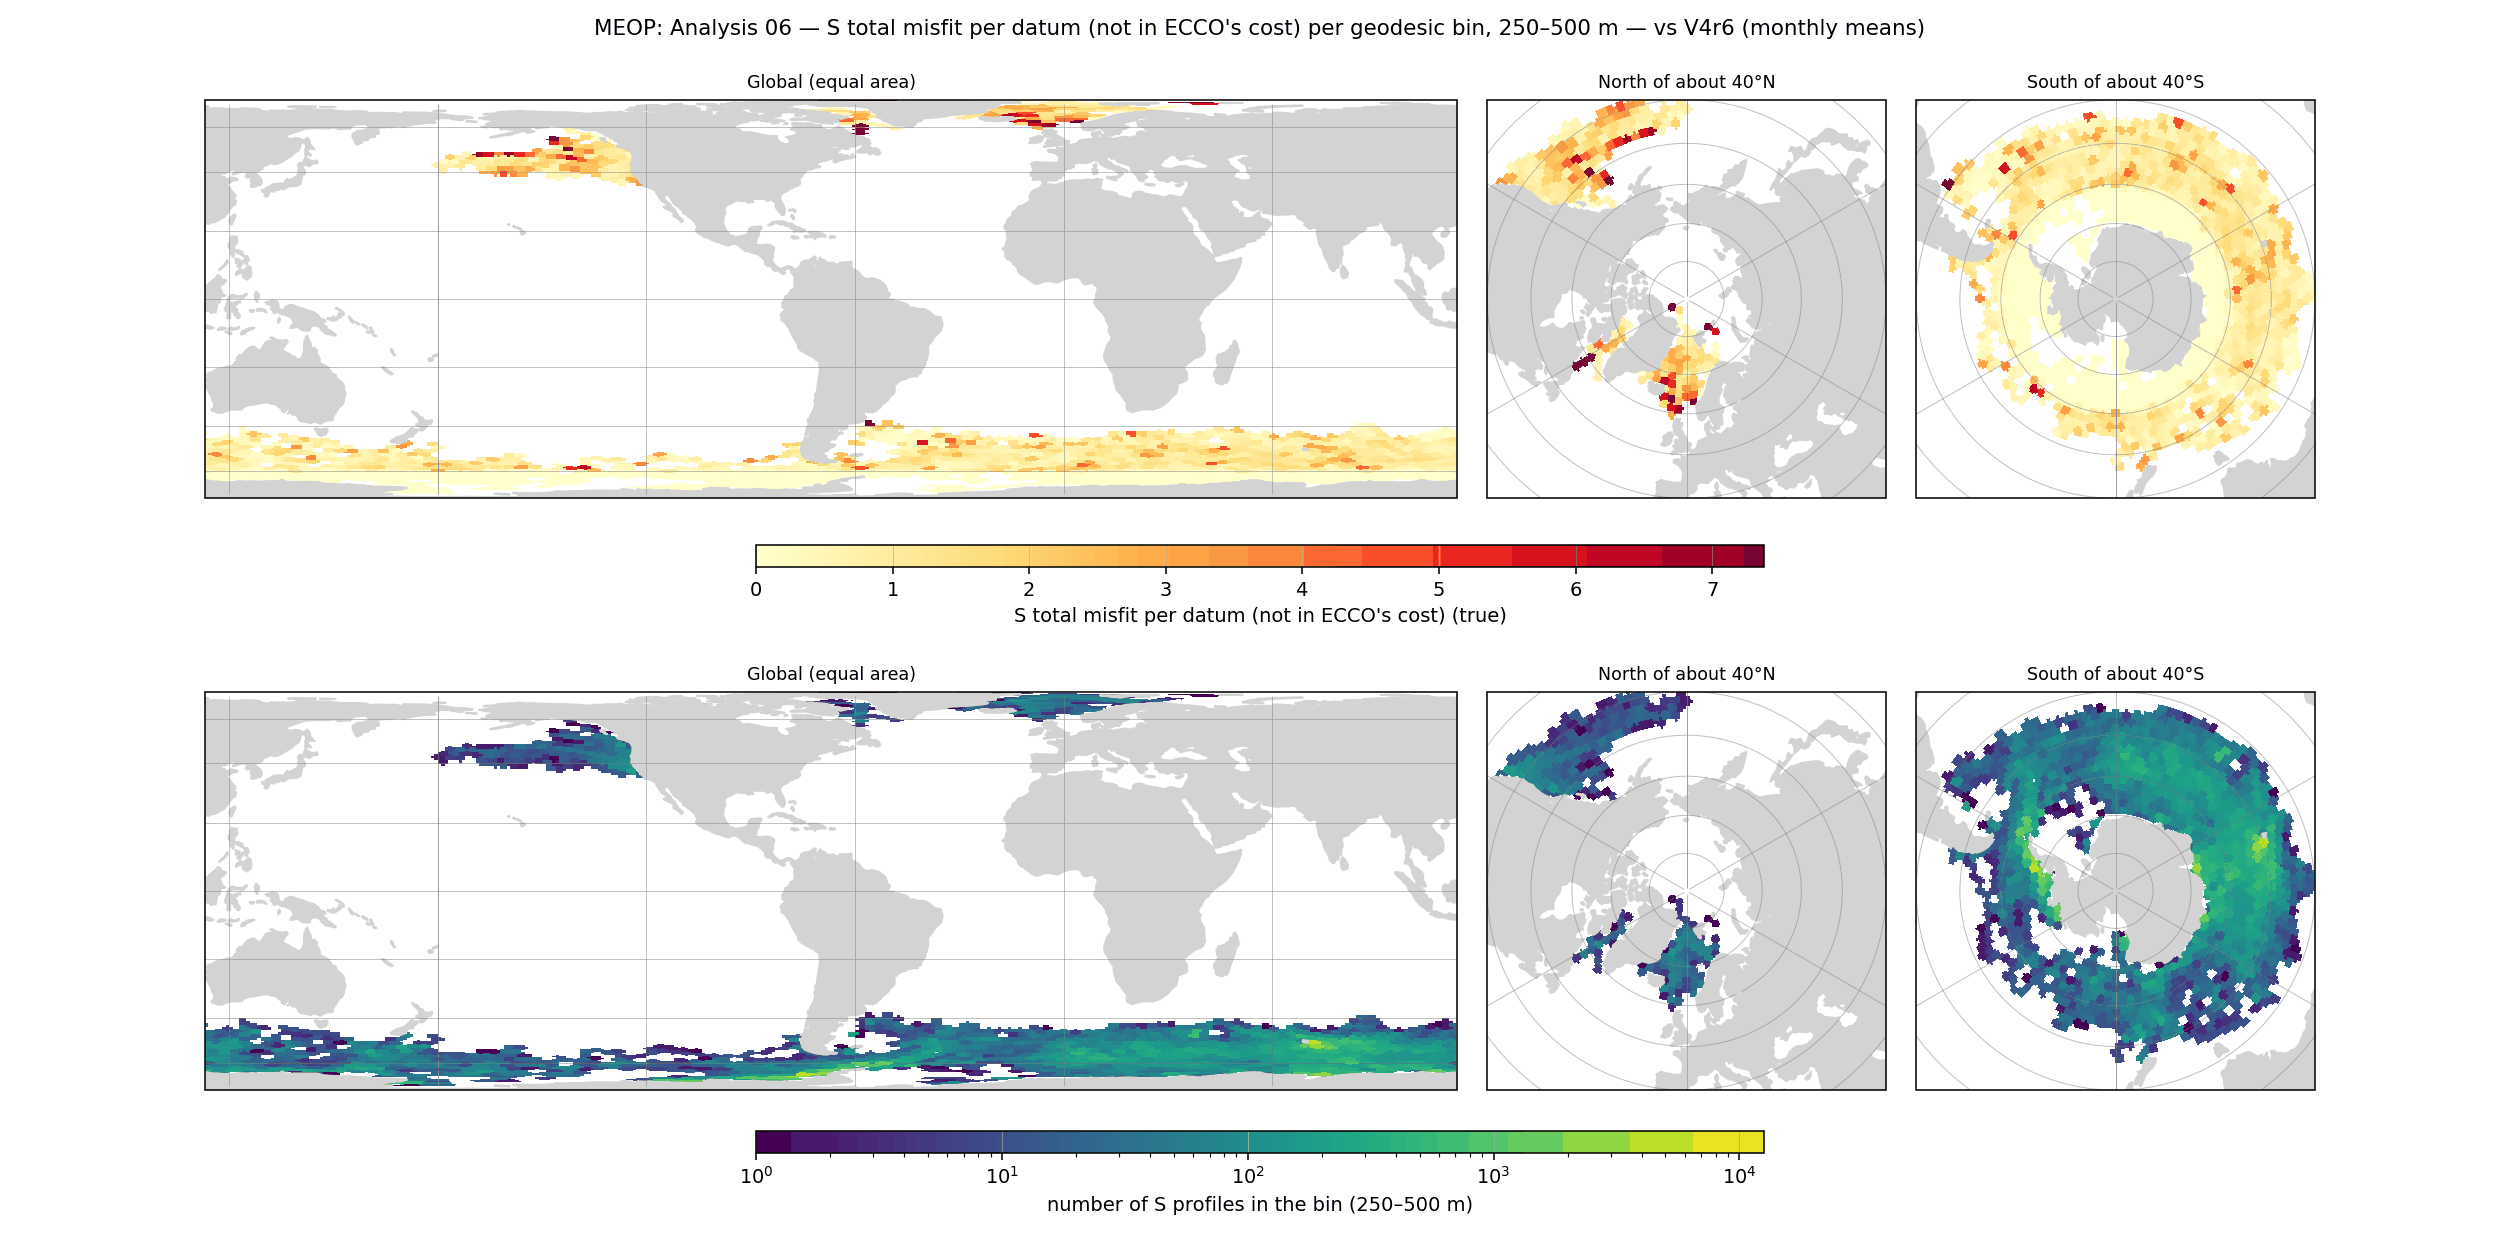 MEOP: Analysis 06 — S total misfit per datum (not in ECCO's cost) per geodesic bin, 250–500 m — vs V4r6 (monthly means)
Global (equal area)
North of about 40°N
South of about 40°S
0 1 2 3 4 5 6 7
S total misfit per datum (not in ECCO's cost) (true)
Global (equal area)
North of about 40°N
South of about 40°S
10⁰ 10¹ 10² 10³ 10⁴
number of S profiles in the bin (250–500 m)